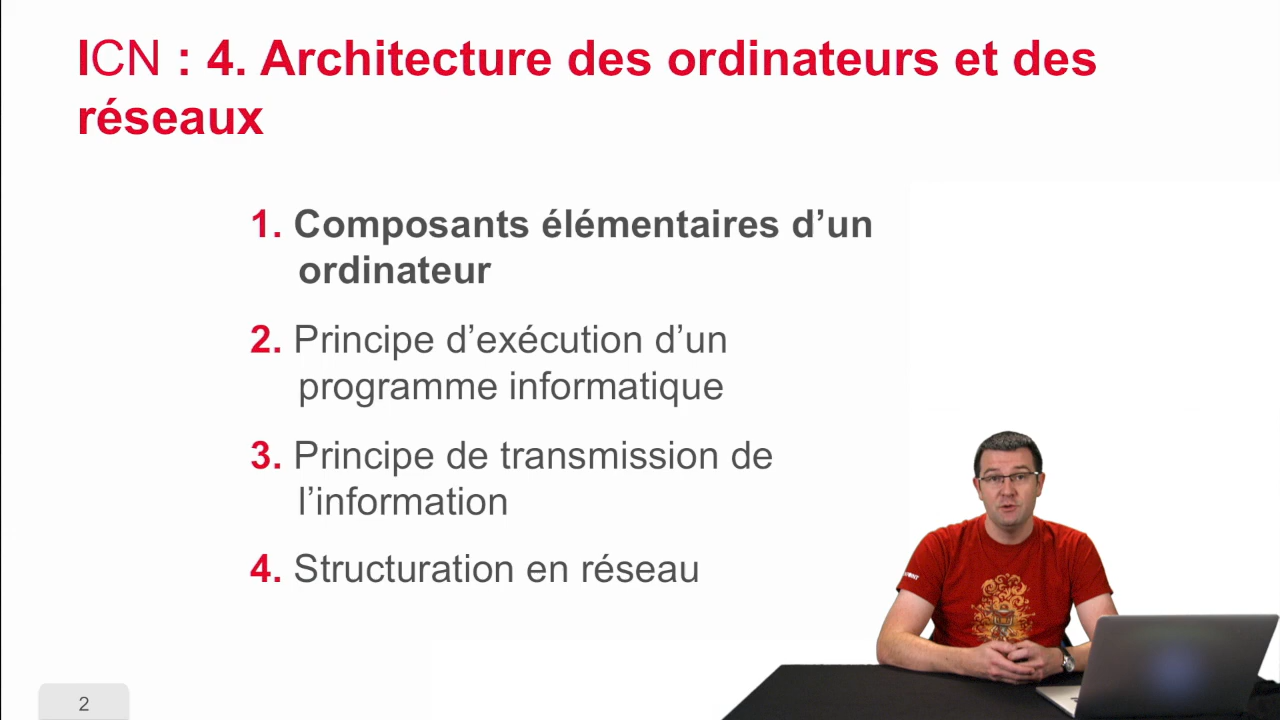 ICN : 4. Architecture des ordinateurs et des
réseaux
1. Composants élémentaires d’un
ordinateur
2. Principe d’exécution d’un
programme informatique
3. Principe de transmission de
l’information
4. Structuration en réseau
2